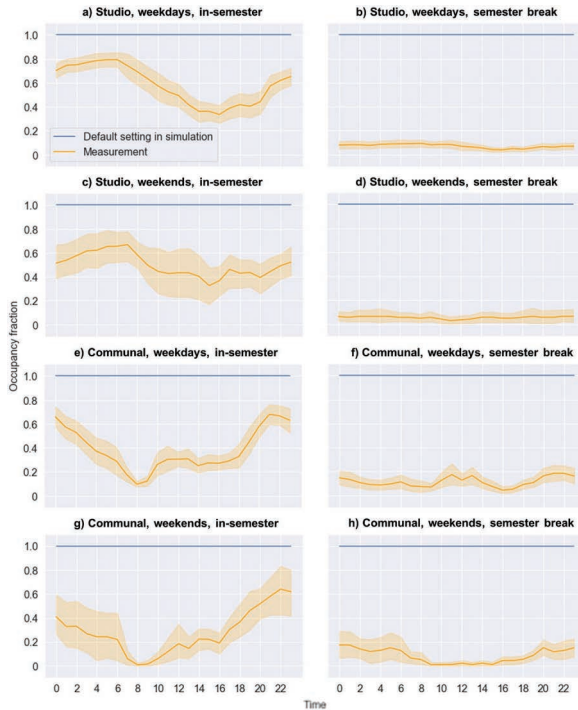 a) Studio, weekdays, in-semester
b) Studio, weekdays, semester break
1.0
0.8
0.6
0.4
0.2
0
Default setting in simulation
Measurement
c) Studio, weekends, in-semester
d) Studio, weekends, semester break
1.0
0.8
0.6
0.4
0.2
0
Occupancy fraction
e) Communal, weekdays, in-semester
f) Communal, weekdays, semester break
1.0
0.8
0.6
0.4
0.2
0
g) Communal, weekends, in-semester
h) Communal, weekends, semester break
1.0
0.8
0.6
0.4
0.2
0
0 2 4 6 8 10 12 14 16 18 20 22
0 2 4 6 8 10 12 14 16 18 20 22
Time